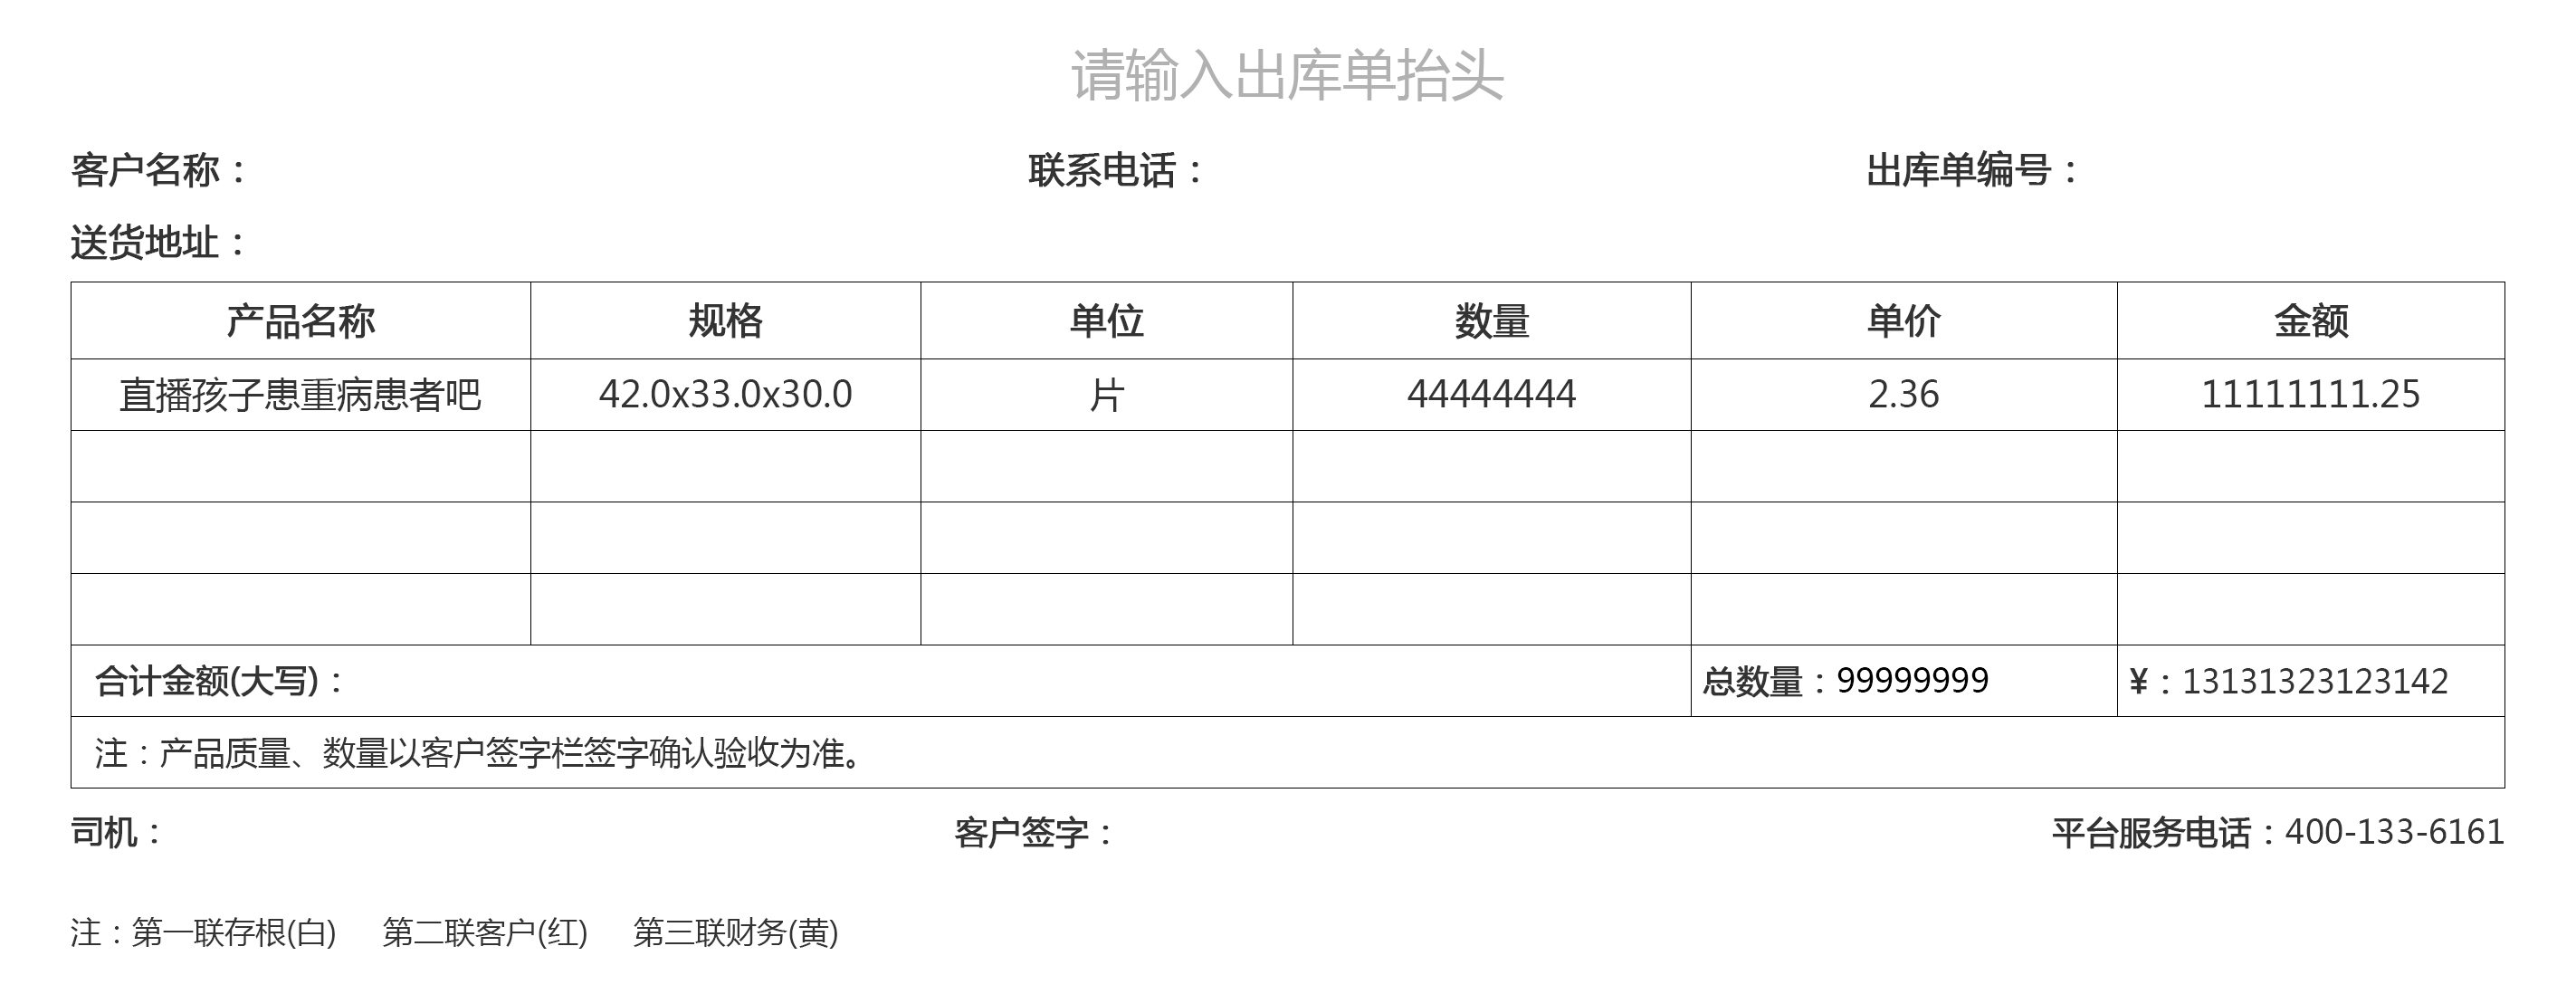 请输入出库单抬头
客户名称： 联系电话： 出库单编号：
送货地址：
产品名称 规格 单位 数量 单价 金额
直播孩子患重病患者吧 42.0x33.0x30.0 片 44444444 2.36 11111111.25
合计金额(大写)： 总数量：99999999 ¥：13131323123142
注：产品质量、数量以客户签字栏签字确认验收为准。
司机： 客户签字： 平台服务电话：400-133-6161
注：第一联存根(白) 第二联客户(红) 第三联财务(黄)